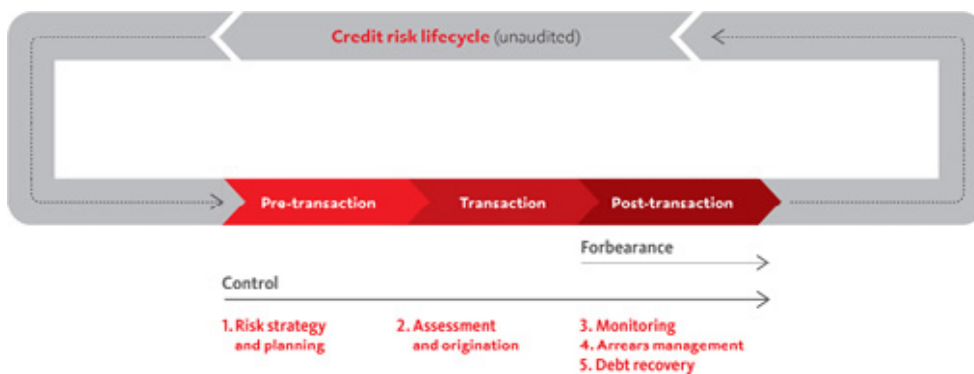 Credit risk lifecycle (unaudited)
Pre-transaction
Transaction
Post-transaction
Forbearance
Control
1. Risk strategy
and planning
2. Assessment
and origination
3. Monitoring
4. Arrears management
5. Debt recovery